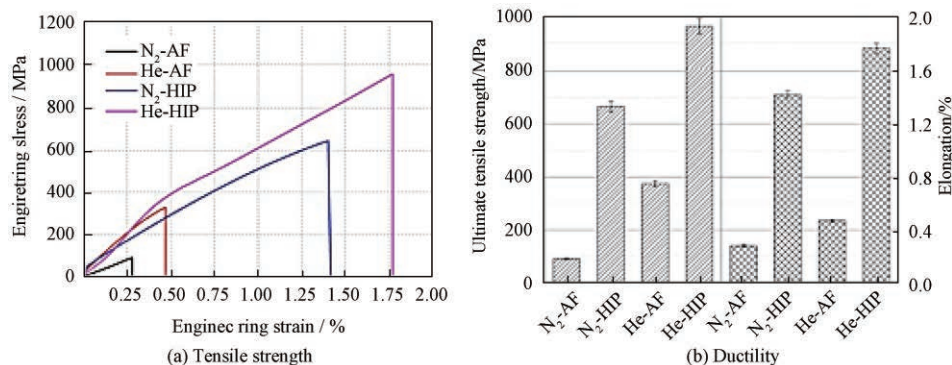 1200
1000
800
600
400
200
0
N₂-AF
He-AF
N₂-HIP
He-HIP
0.25 0.50 0.75 1.00 1.25 1.50 1.75 2.00
Engiretring slress / MPa
Enginec ring strain / %
(a) Tensile strength
1000
800
600
400
200
0
Ultimate tensile strength/MPa
2.0
1.6
1.2
0.8
0.4
0.0
Elongation/%
N₂-AF
N₂-HIP
He-AF
He-HIP
N₂-AF
N₂-HIP
He-AF
He-HIP
(b) Ductility